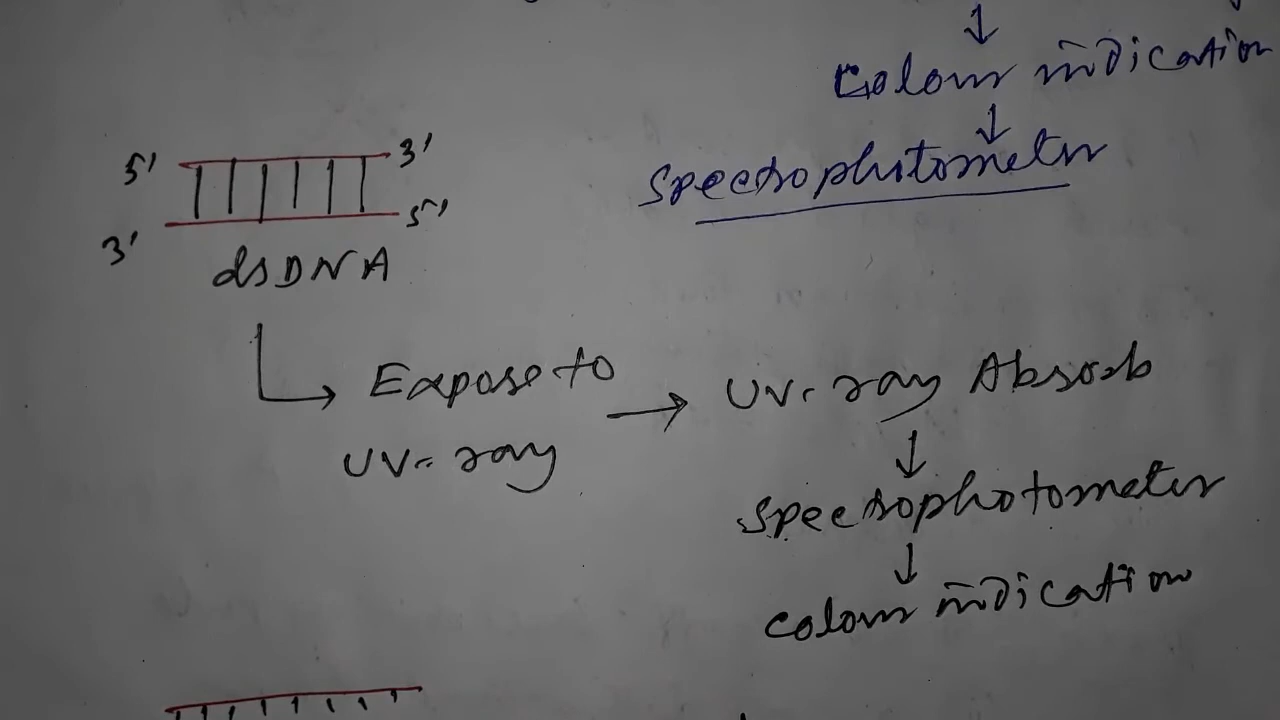 ↓
Colour indication
↓
Spectrophotometer
5' 3'
3' 5'
dsDNA
Expose to → UV-ray Absorb
UV-ray
↓
Spectrophotometer
↓
Colour indication